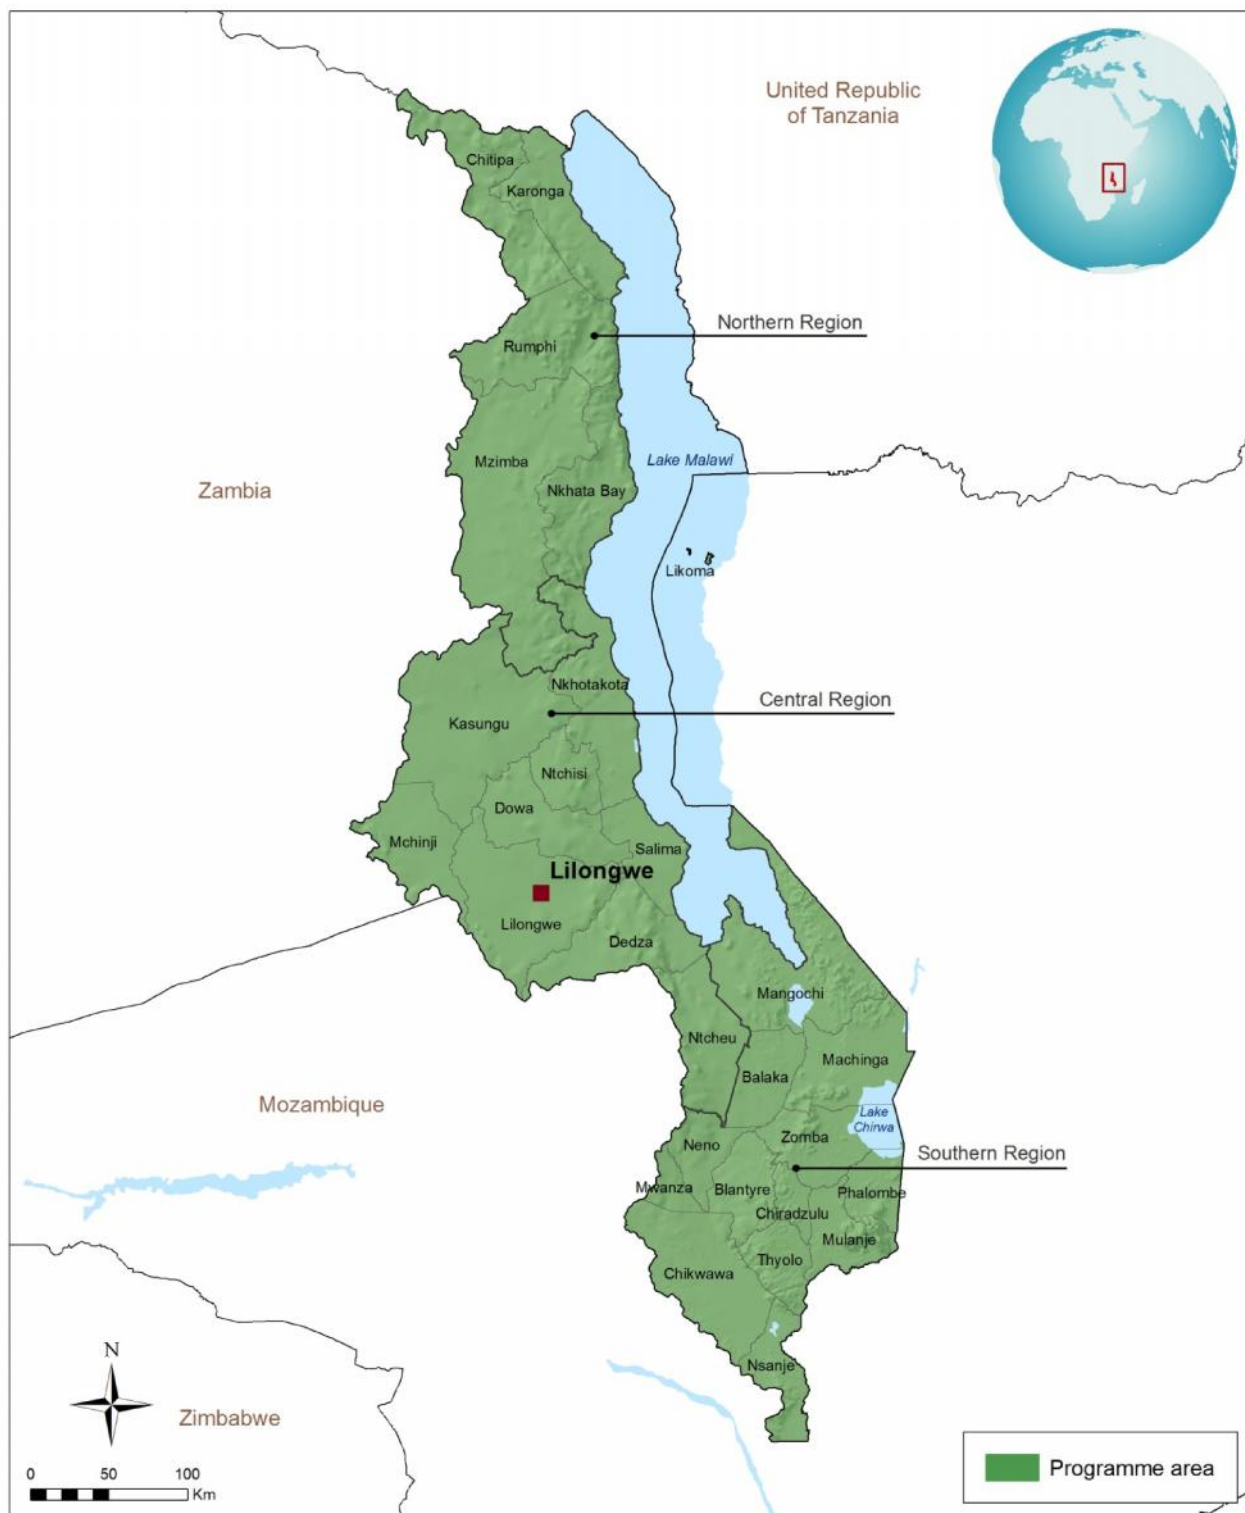 United Republic
of Tanzania
Chitipa
Karonga
Northern Region
Rumphi
Lake Malawi
Mzimba
Zambia
Nkhata Bay
Likoma
Nkhotakota
Central Region
Kasungu
Ntchisi
Dowa
Mchinji
Salima
Lilongwe
Lilongwe
Dedza
Mangochi
Ntcheu
Machinga
Balaka
Mozambique
Lake
Chirwa
Zomba
Neno
Southern Region
Mwanza
Blantyre
Phalombe
Chiradzulu
Mulanje
Thyolo
Chikwawa
N
Nsanje
Zimbabwe
Programme area
0 50 100
Km